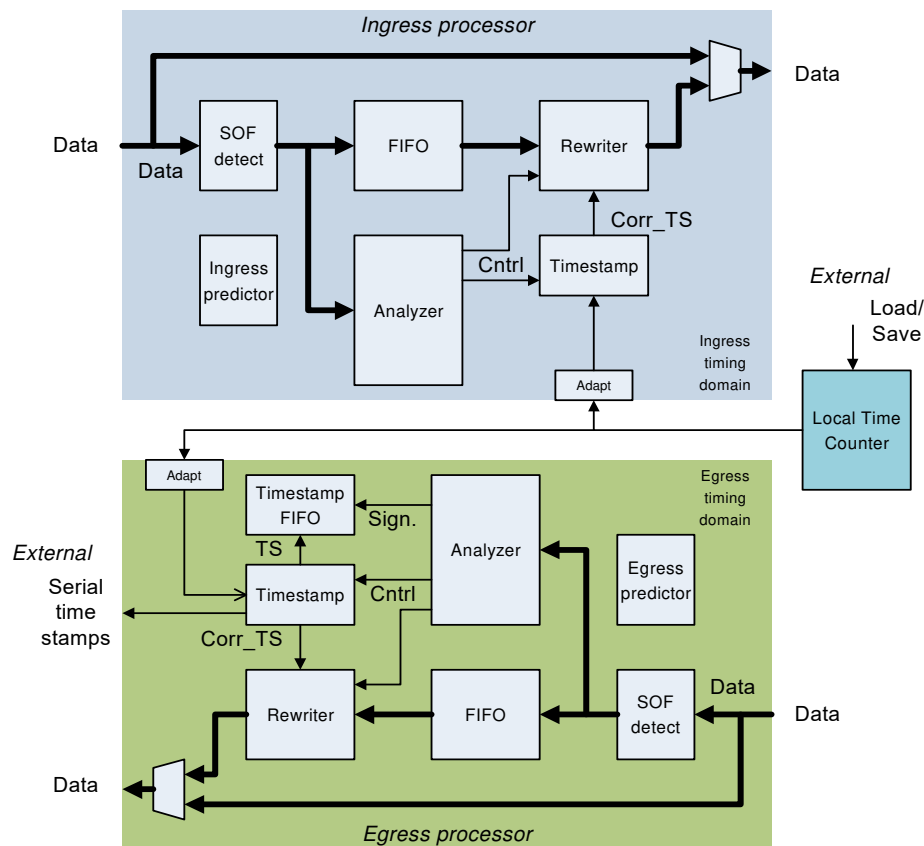 Ingress processor
Data
Data
Data
SOF
detect
FIFO
Rewriter
Corr_TS
Ingress
predictor
Analyzer
Cntrl
Timestamp
External
Load/
Save
Ingress
timing
domain
Adapt
Local Time
Counter
Adapt
Egress
timing
domain
Timestamp
FIFO
Sign.
Analyzer
Egress
predictor
TS
External
Serial
time
stamps
Timestamp
Cntrl
Corr_TS
Rewriter
FIFO
SOF
detect
Data
Data
Data
Egress processor